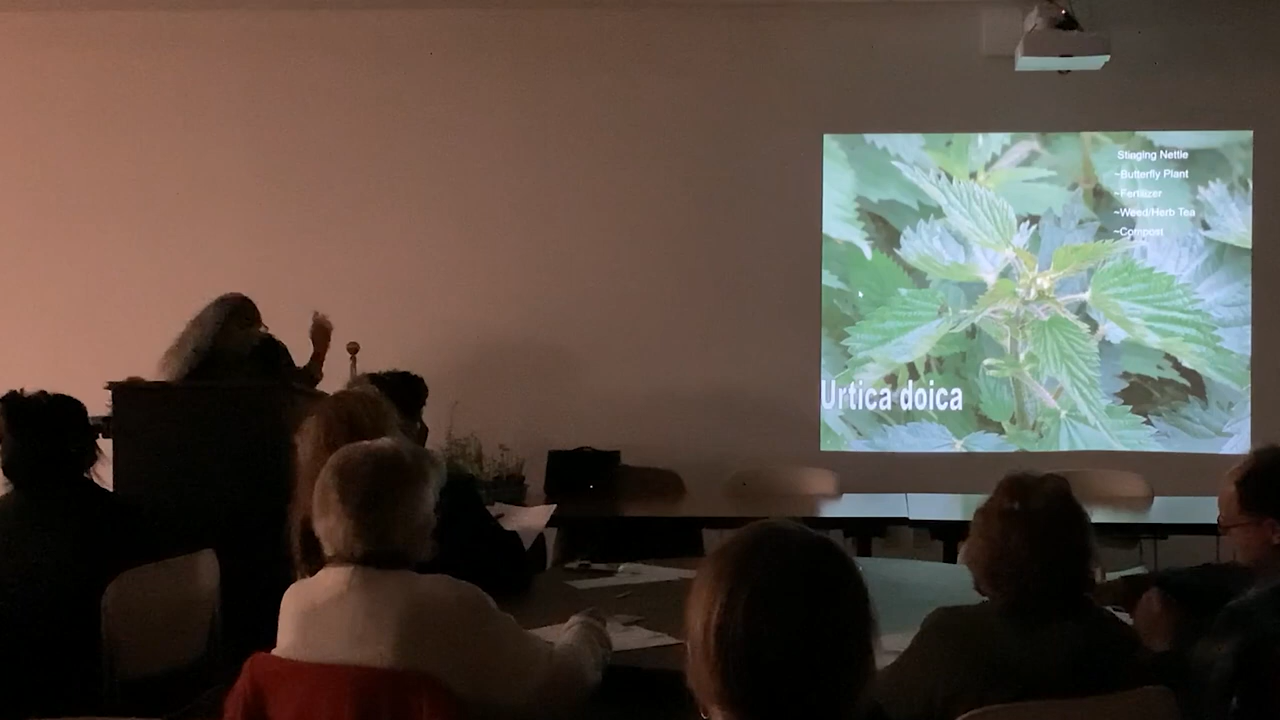 Stinging Nettle
~Butterfly Plant
~Fertilizer
~Weed/Herb Tea
~Compost
Urtica doica